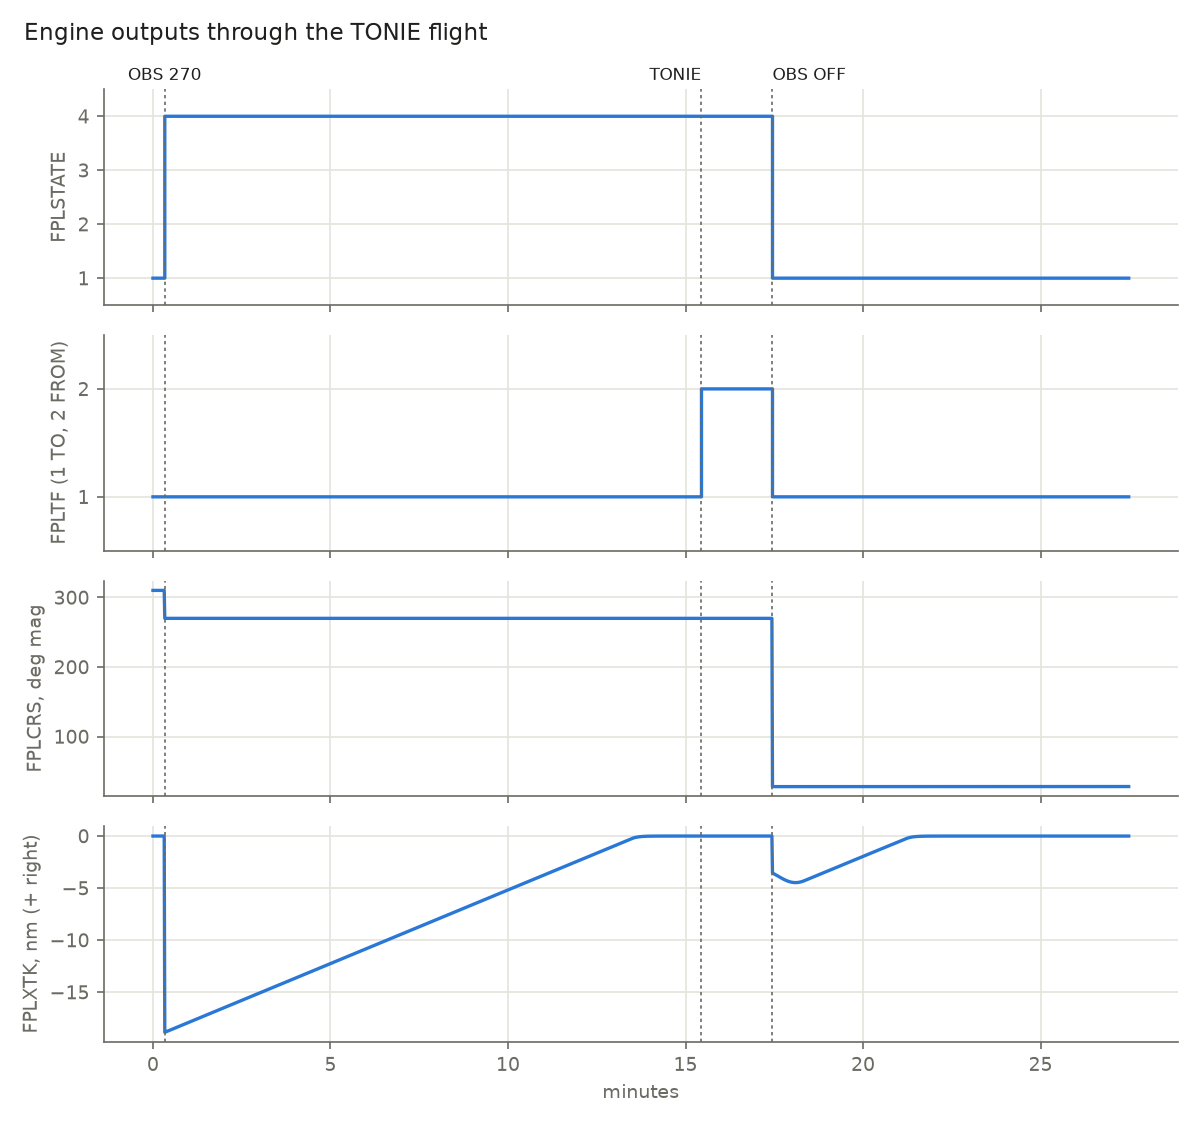 Engine outputs through the TONIE flight
OBS 270
TONIE
OBS OFF
FPLSTATE
4
3
2
1
FPLTF (1 TO, 2 FROM)
2
1
FPLCRS, deg mag
300
200
100
FPLXTK, nm (+ right)
0
−5
−10
−15
0
5
10
15
20
25
minutes